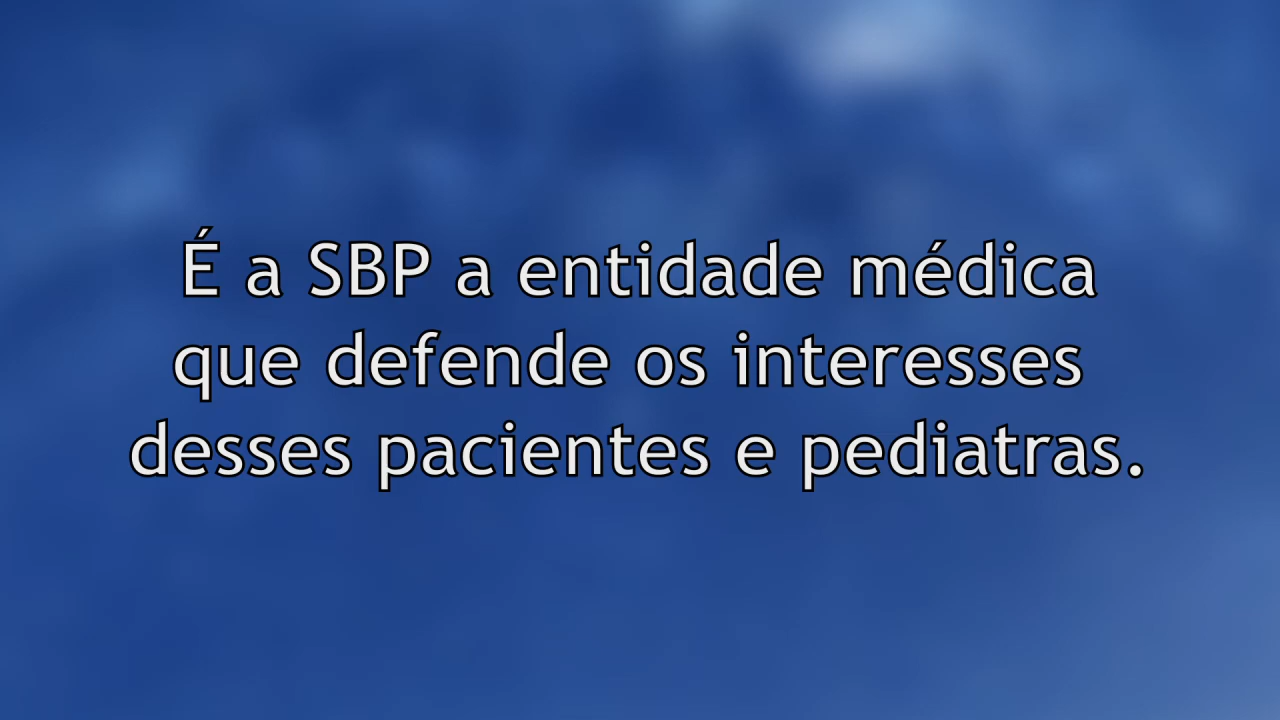 É a SBP a entidade médica
que defende os interesses
desses pacientes e pediatras.